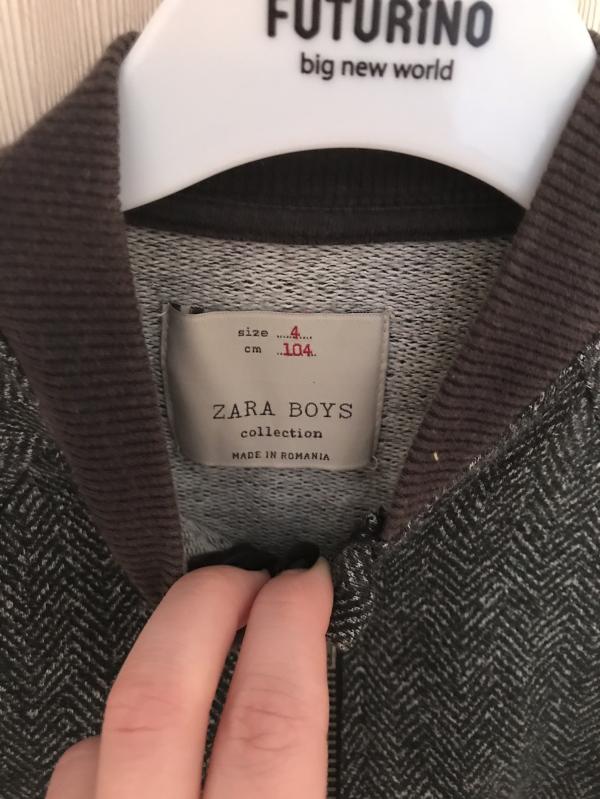 FUTURiNO
big new world
size 4
cm 104
ZARA BOYS
collection
MADE IN ROMANIA